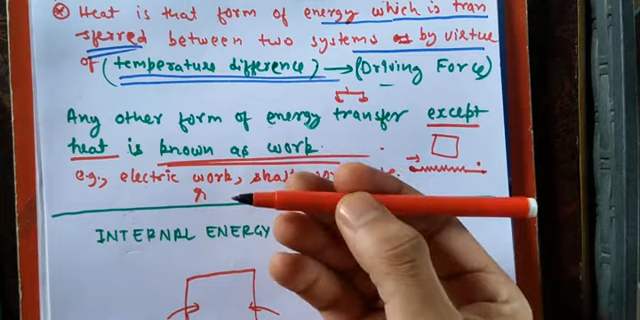 Heat is that form of energy which is tran
sferred between two systems by virtue
of (temperature difference) → (Driving Force)
Any other form of energy transfer except
heat is known as work.
e.g., electric work,
INTERNAL ENERGY